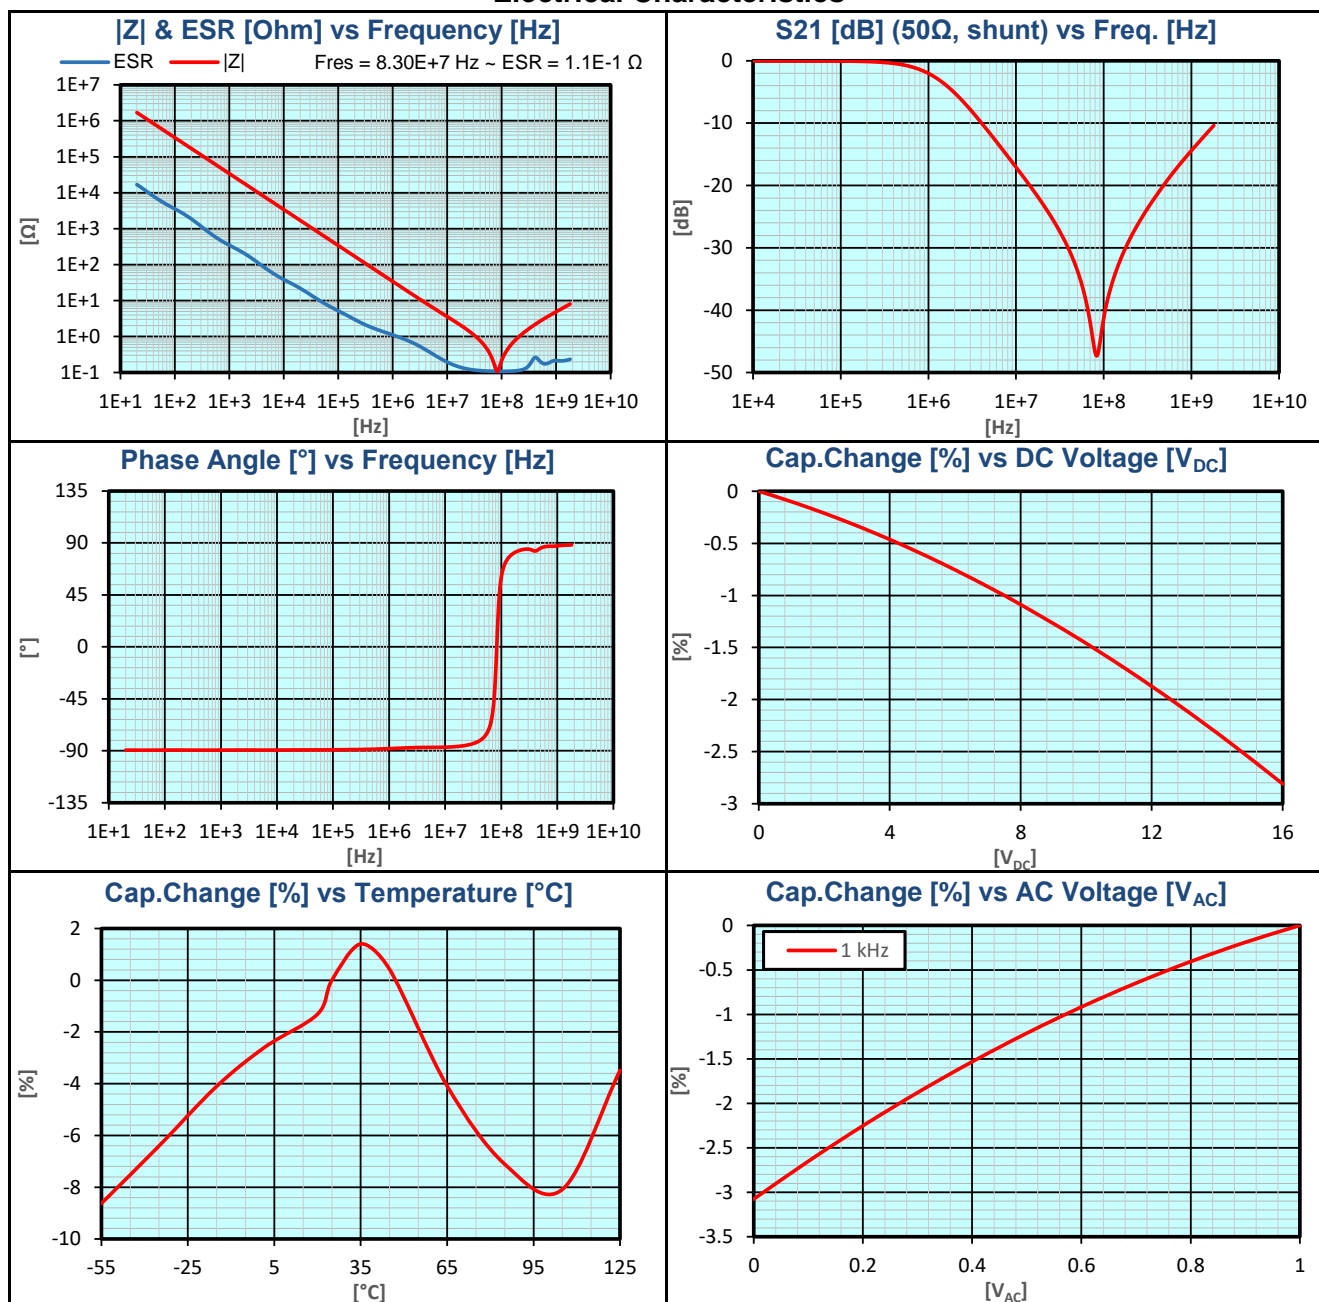 |Z| & ESR [Ohm] vs Frequency [Hz]
ESR |Z| Fres = 8.30E+7 Hz ~ ESR = 1.1E-1 Ω
1E+7
1E+6
1E+5
1E+4
1E+3
1E+2
1E+1
1E+0
1E-1
[Ω]
1E+1 1E+2 1E+3 1E+4 1E+5 1E+6 1E+7 1E+8 1E+9 1E+10
[Hz]
S21 [dB] (50Ω, shunt) vs Freq. [Hz]
0
-10
-20
-30
-40
-50
[dB]
1E+4 1E+5 1E+6 1E+7 1E+8 1E+9 1E+10
[Hz]
Phase Angle [°] vs Frequency [Hz]
135
90
45
0
-45
-90
-135
[°]
1E+1 1E+2 1E+3 1E+4 1E+5 1E+6 1E+7 1E+8 1E+9 1E+10
[Hz]
Cap.Change [%] vs DC Voltage [VDC]
0
-0.5
-1
-1.5
-2
-2.5
-3
[%]
0 4 8 12 16
[VDC]
Cap.Change [%] vs Temperature [°C]
2
0
-2
-4
-6
-8
-10
[%]
-55 -25 5 35 65 95 125
[°C]
Cap.Change [%] vs AC Voltage [VAC]
1 kHz
0
-0.5
-1
-1.5
-2
-2.5
-3
-3.5
[%]
0 0.2 0.4 0.6 0.8 1
[VAC]